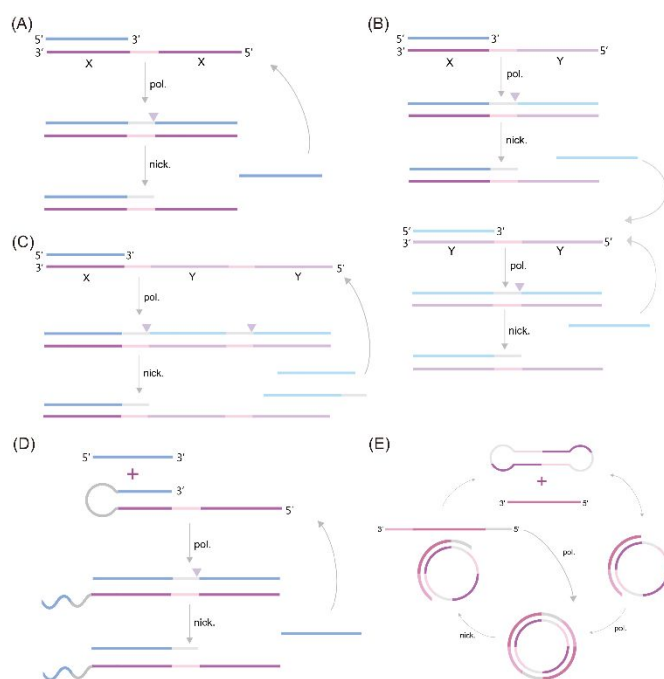 (A)
5' 3'
3' 5'
X X
pol.
nick.
(B)
5' 3'
3' 5'
X Y
pol.
nick.
5' 3'
3' 5'
Y Y
pol.
nick.
(C)
5' 3'
3' 5'
X Y Y
pol.
nick.
(D)
5' 3'
+
3'
5'
pol.
nick.
(E)
+
3' 5'
3' 5'
pol.
nick.
pol.